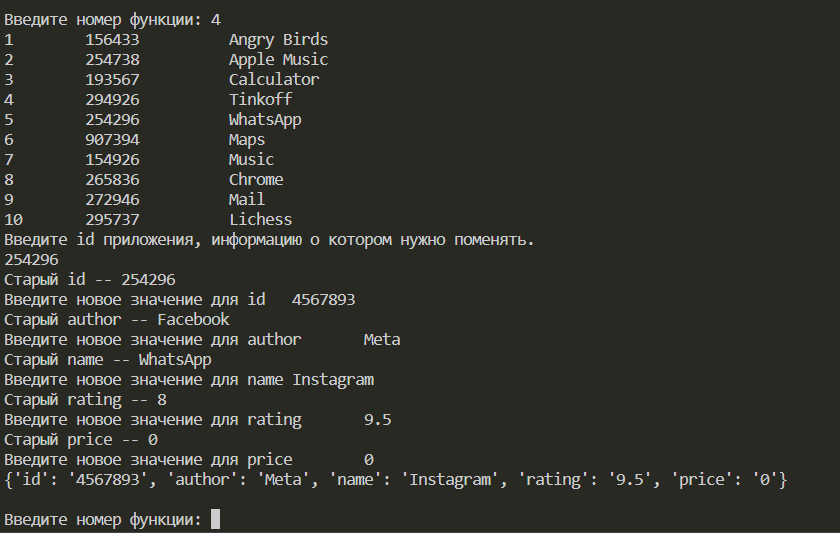 Введите номер функции: 4
1 156433 Angry Birds
2 254738 Apple Music
3 193567 Calculator
4 294926 Tinkoff
5 254296 WhatsApp
6 907394 Maps
7 154926 Music
8 265836 Chrome
9 272946 Mail
10 295737 Lichess
Введите id приложения, информацию о котором нужно поменять.
254296
Старый id -- 254296
Введите новое значение для id 4567893
Старый author -- Facebook
Введите новое значение для author Meta
Старый name -- WhatsApp
Введите новое значение для name Instagram
Старый rating -- 8
Введите новое значение для rating 9.5
Старый price -- 0
Введите новое значение для price 0
{'id': '4567893', 'author': 'Meta', 'name': 'Instagram', 'rating': '9.5', 'price': '0'}
Введите номер функции: